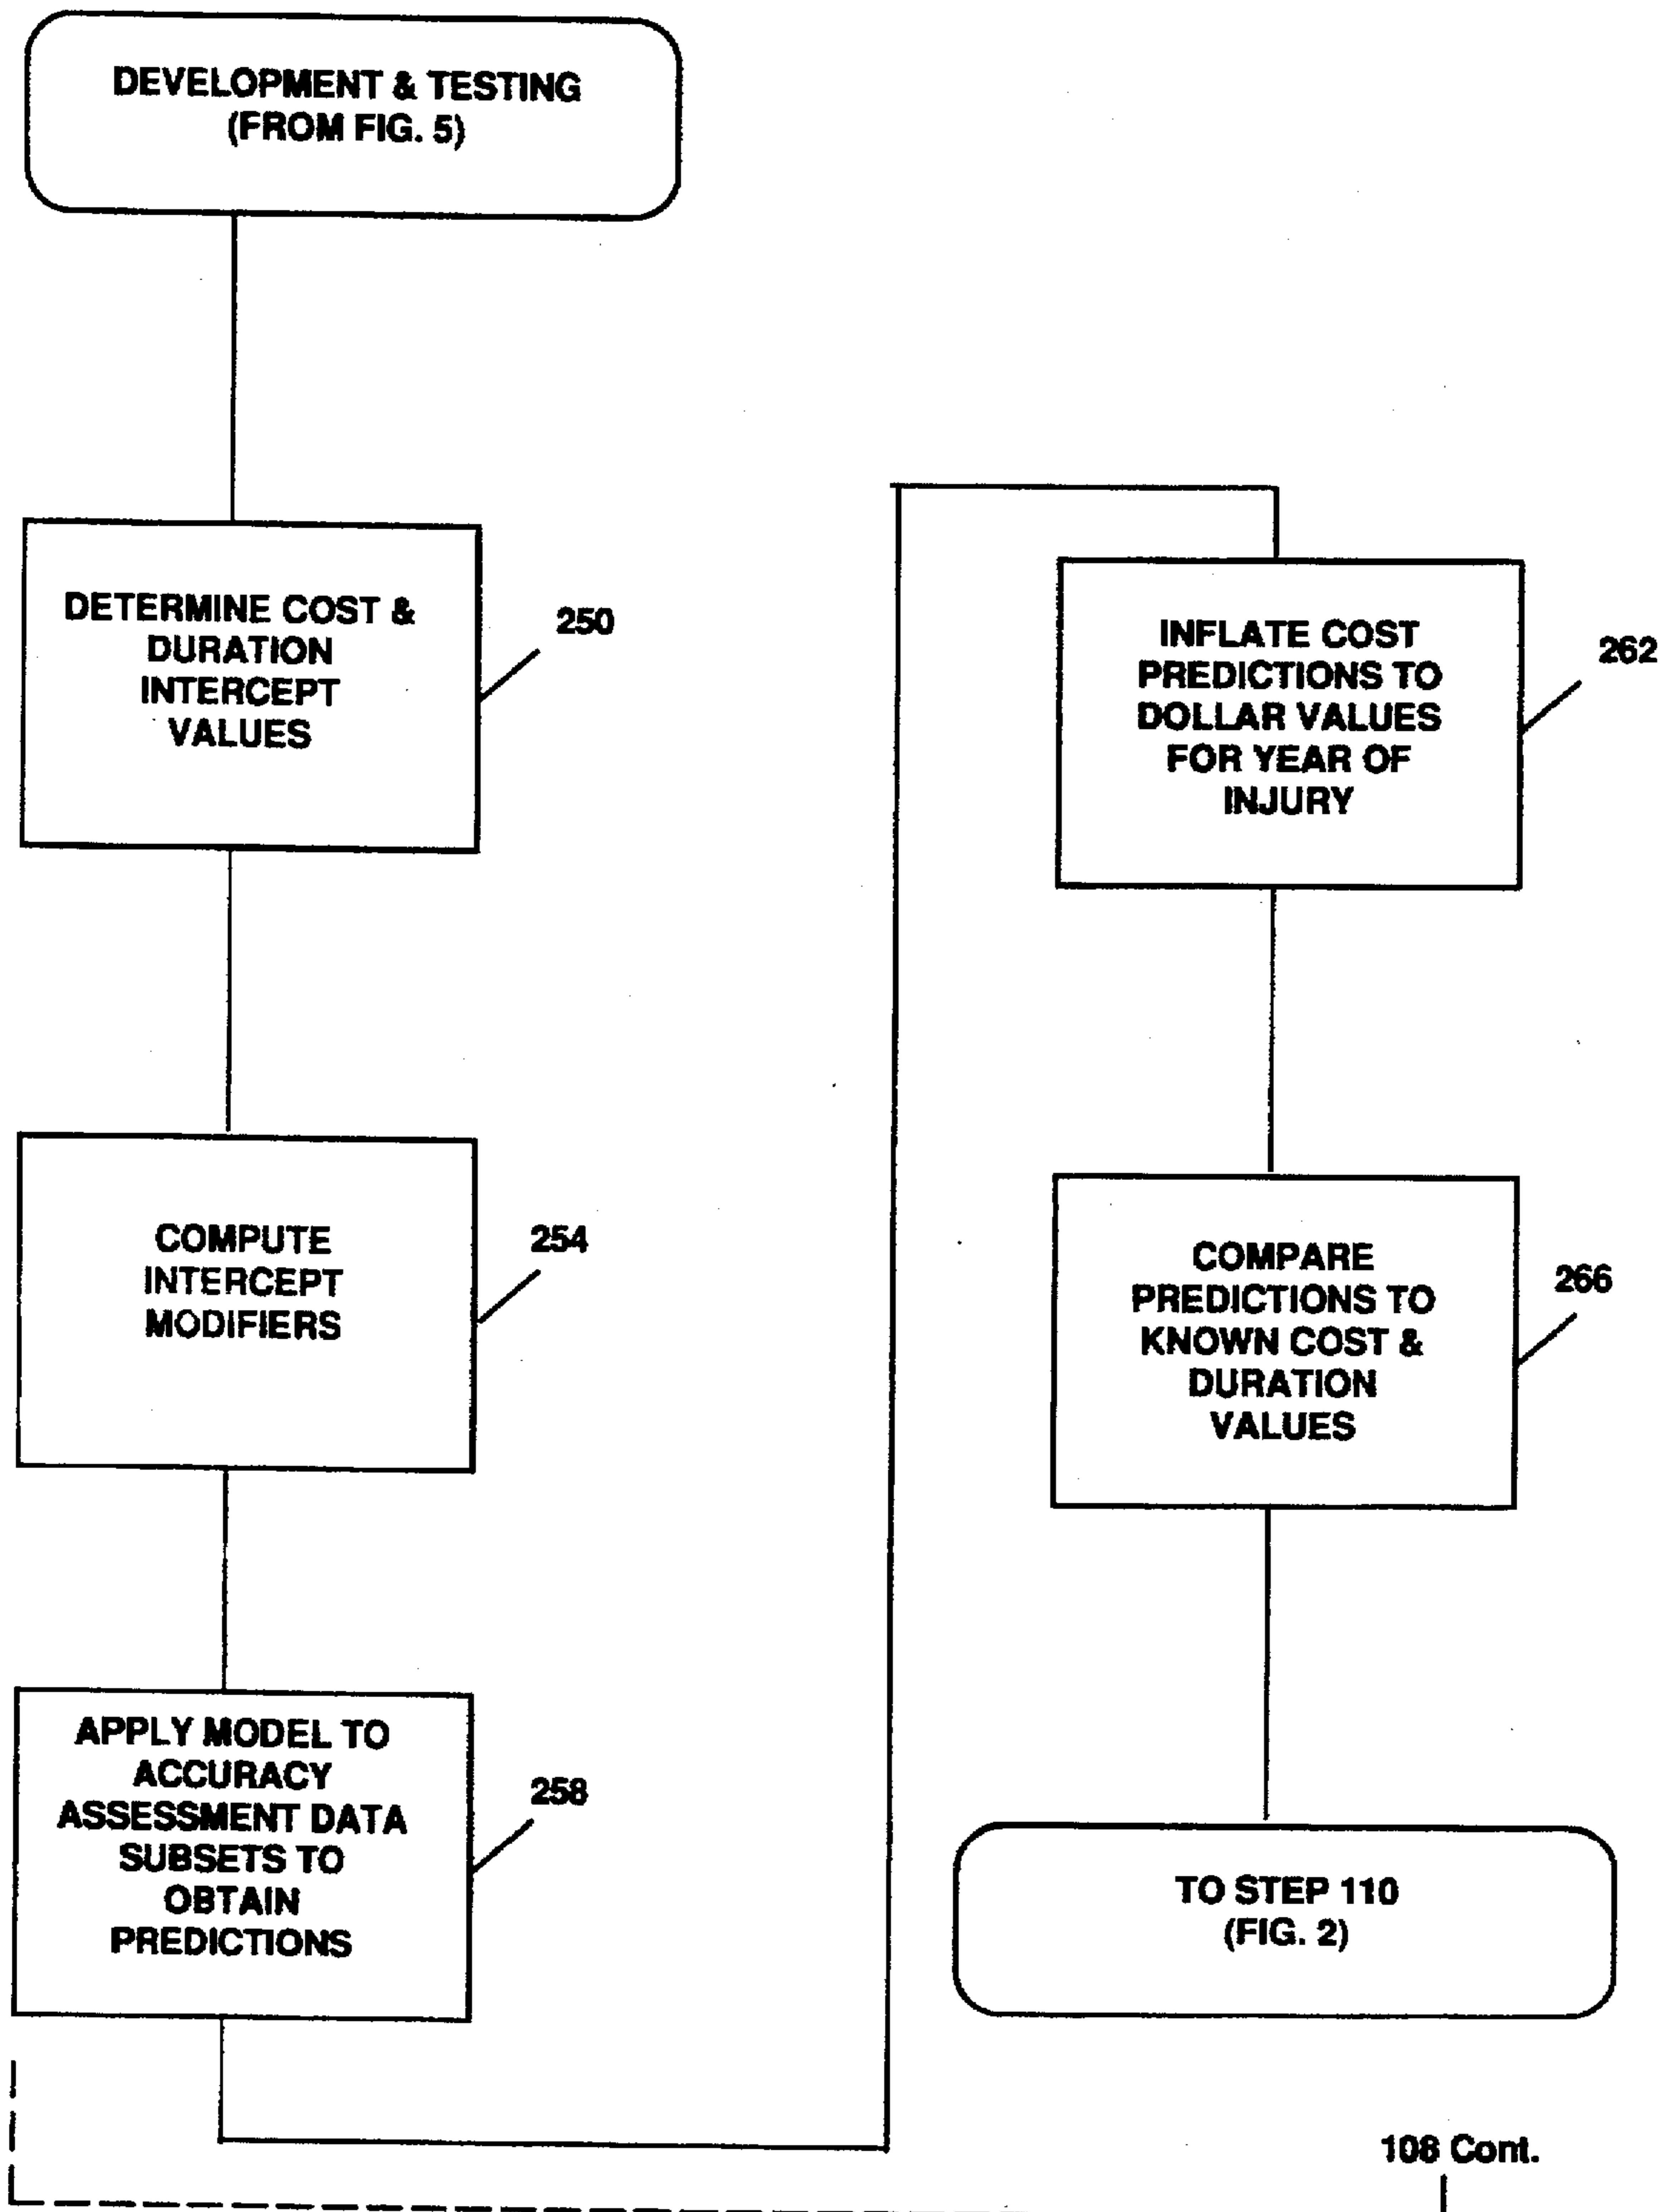 DEVELOPMENT & TESTING
(FROM FIG. 5)
DETERMINE COST &
DURATION
INTERCEPT
VALUES
250
COMPUTE
INTERCEPT
MODIFIERS
254
APPLY MODEL TO
ACCURACY
ASSESSMENT DATA
SUBSETS TO
OBTAIN
PREDICTIONS
258
INFLATE COST
PREDICTIONS TO
DOLLAR VALUES
FOR YEAR OF
INJURY
262
COMPARE
PREDICTIONS TO
KNOWN COST &
DURATION
VALUES
266
TO STEP 110
(FIG. 2)
108 Cont.